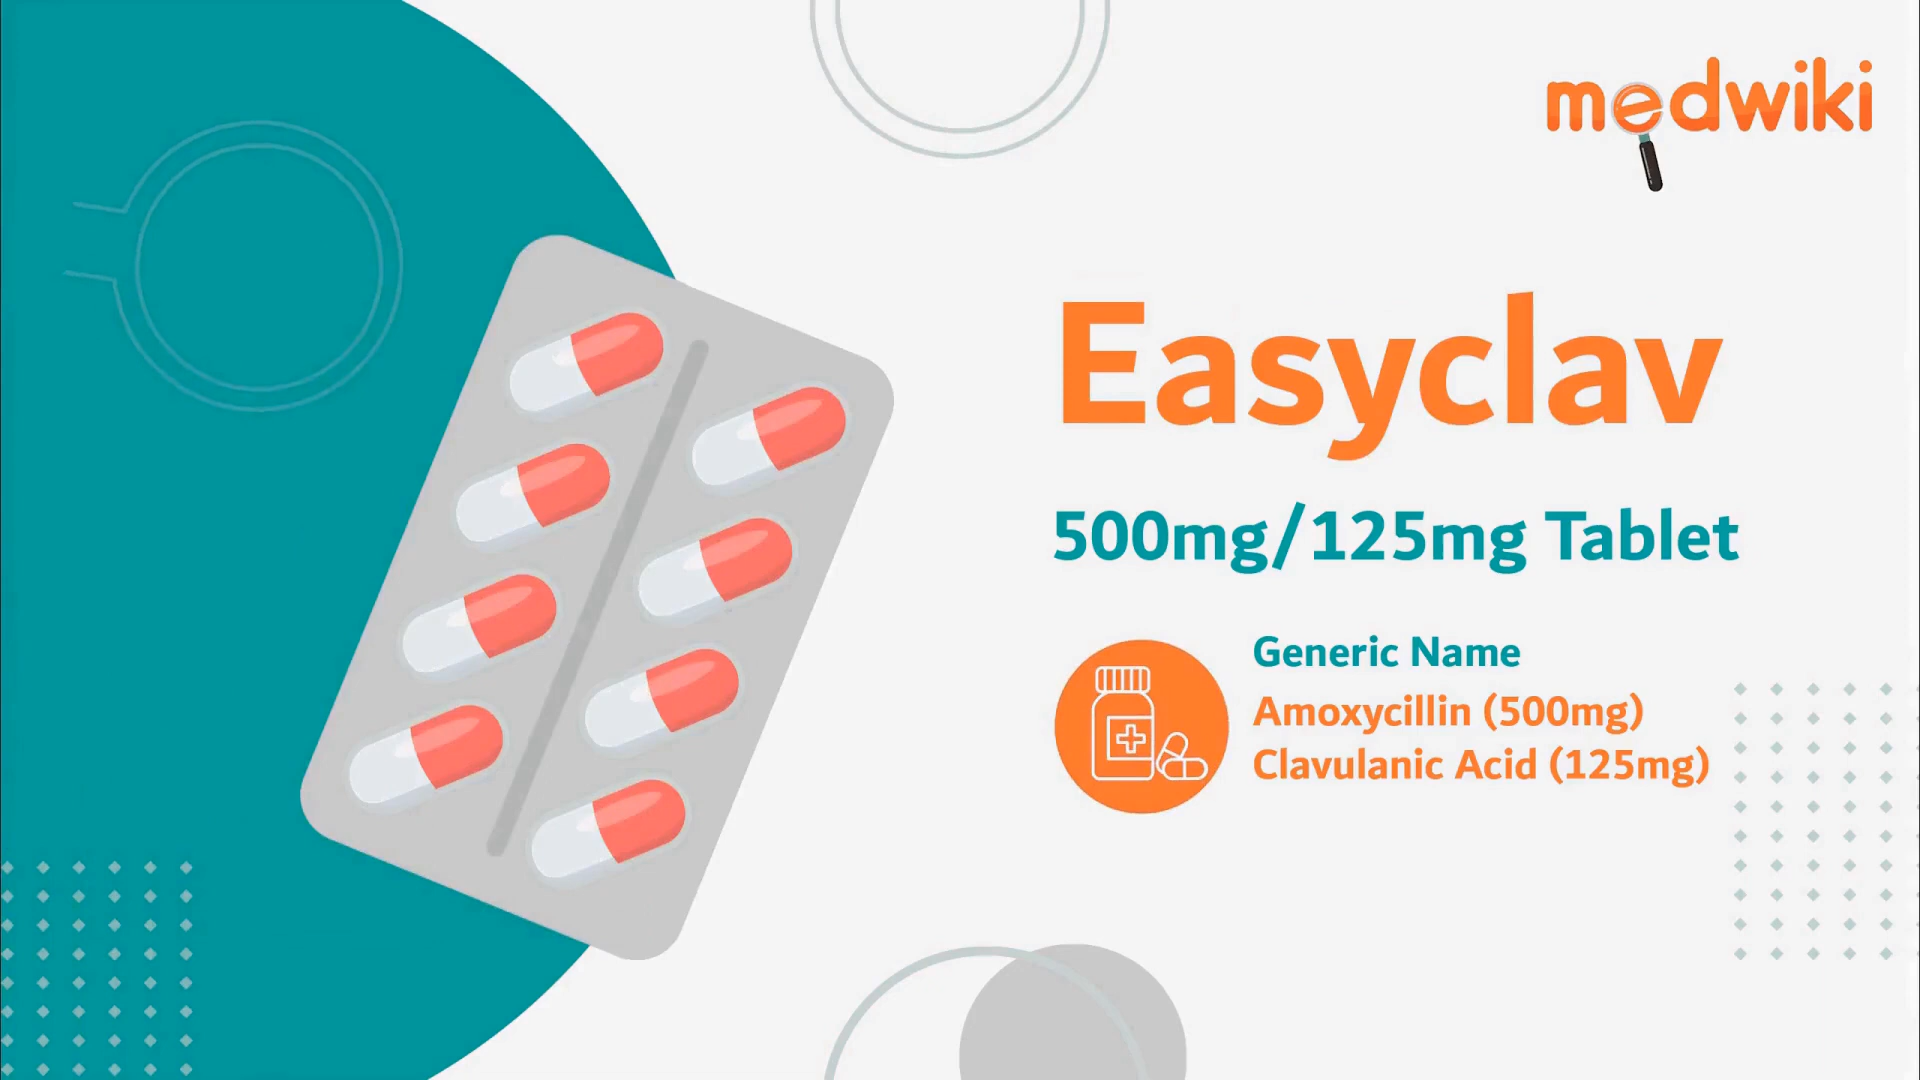 medwiki
Easyclav
500mg/125mg Tablet
Generic Name
Amoxycillin (500mg)
Clavulanic Acid (125mg)